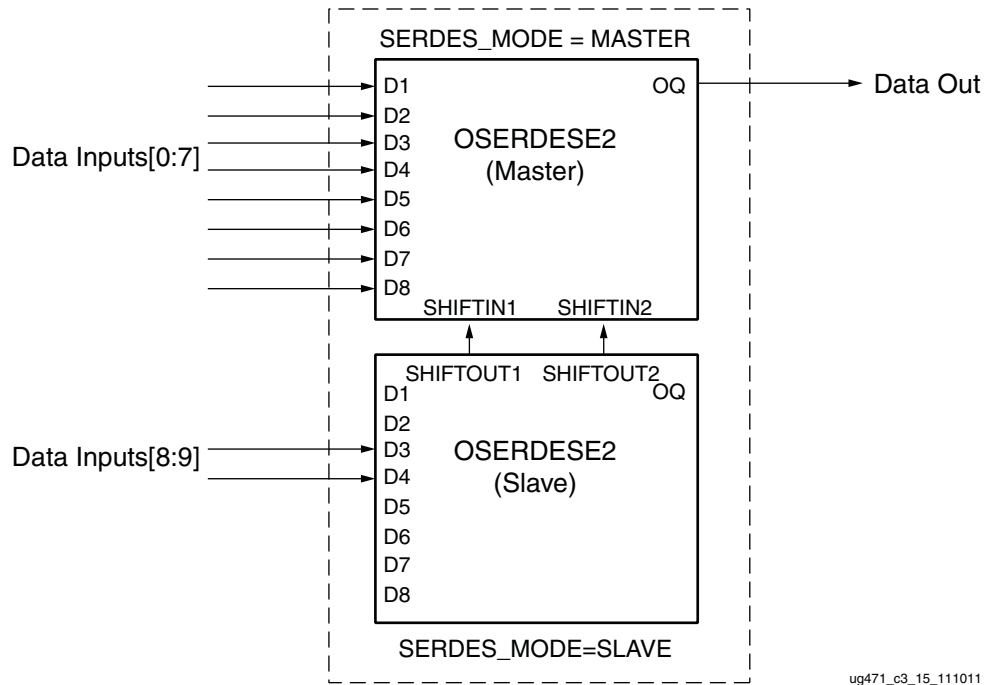 SERDES_MODE = MASTER
D1
OQ
Data Out
D2
D3
OSERDESE2
Data Inputs[0:7]
D4
(Master)
D5
D6
D7
D8
SHIFTIN1
SHIFTIN2
SHIFTOUT1
SHIFTOUT2
D1
OQ
D2
D3
OSERDESE2
Data Inputs[8:9]
D4
(Slave)
D5
D6
D7
D8
SERDES_MODE=SLAVE
ug471_c3_15_111011